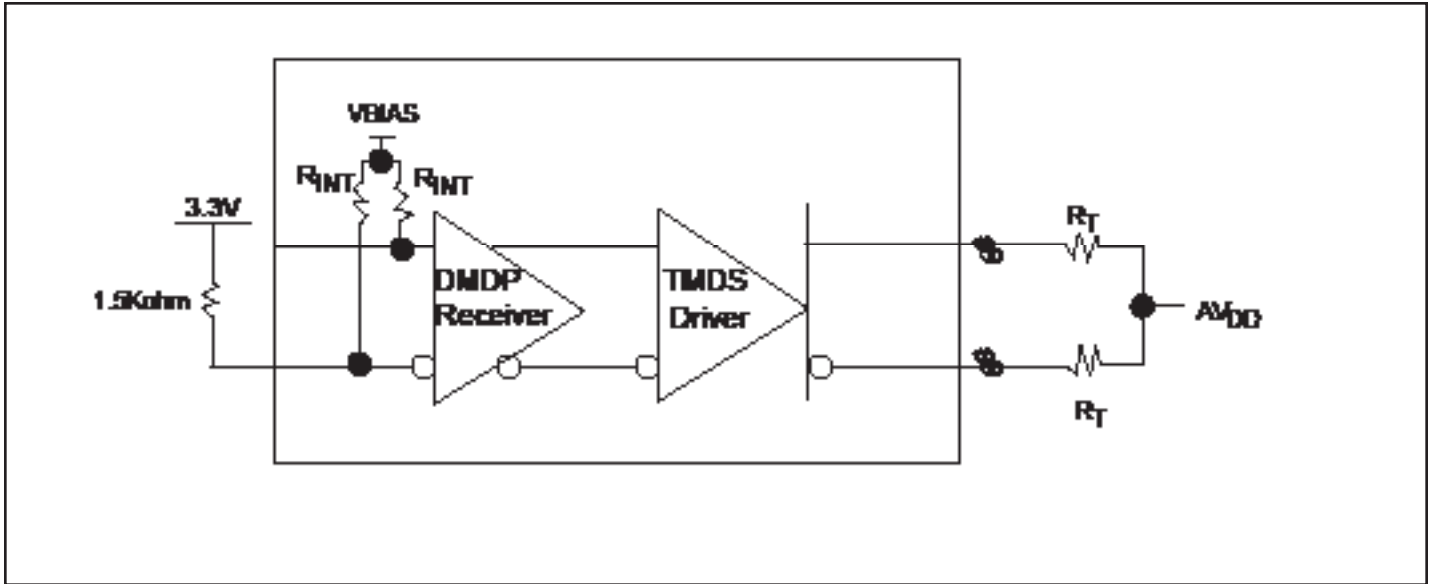 VBIAS
RINT
RINT
3.3V
1.5Kohm
DMDP
Receiver
TMDS
Driver
RT
AVDD
RT